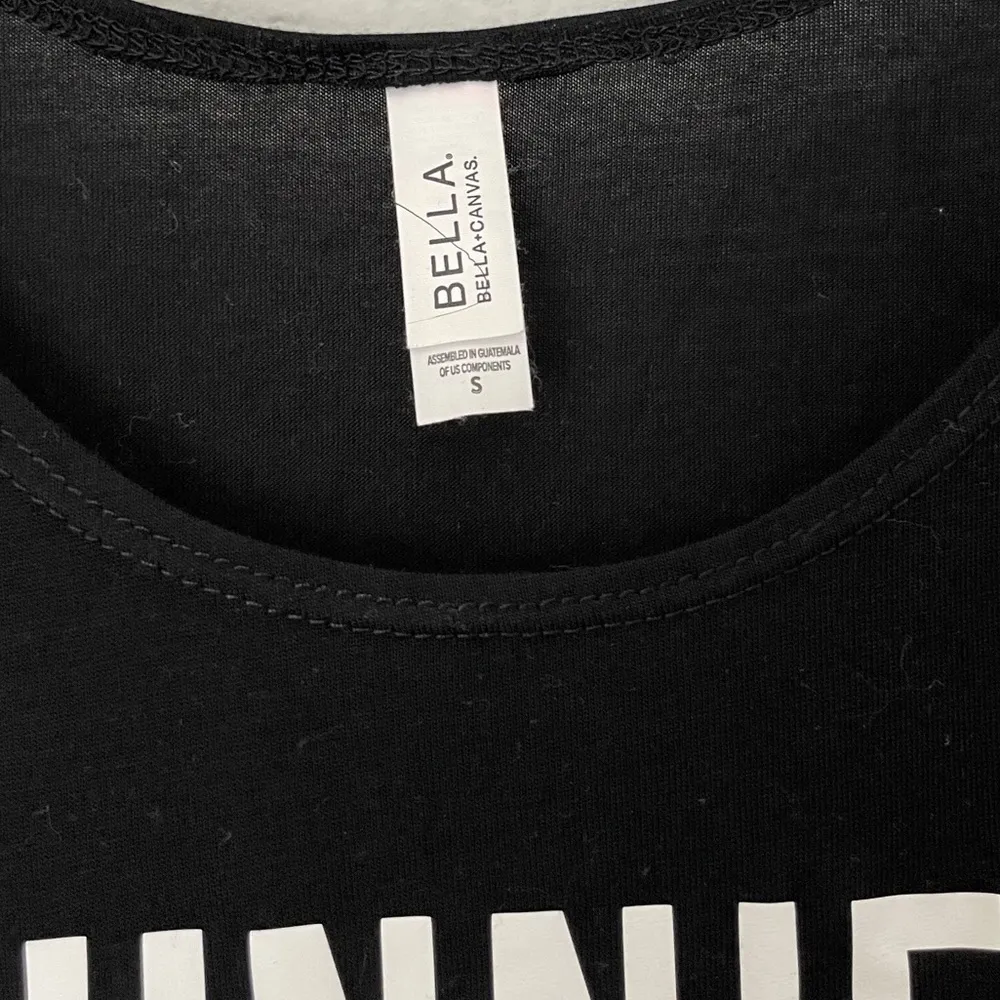 BELLA.
BELLA+CANVAS.
ASSEMBLED IN GUATEMALA
OF US COMPONENTS
S